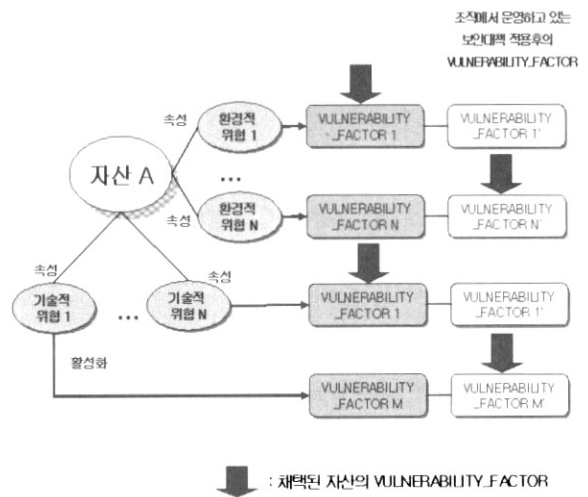 조직에서 운영하고 있는
보안대책 적용후의
VULNERABILITY_FACTOR
속성
환경적
위협 1
VULNERABILITY
-_FACTOR 1
VULNERABILITY
_FACTOR 1'
자산 A
...
속성
환경적
위협 N
VULNERABILITY
_FACTOR N
VULNERABILITY
_FACTOR N'
속성
속성
기술적
위협 1
...
기술적
위협 N
VULNERABILITY
_FACTOR 1
VULNERABILITY
_FACTOR 1'
활성화
VULNERABILITY
_FACTOR M
VULNERABILITY
_FACTOR M'
: 채택된 자산의 VULNERABILITY_FACTOR